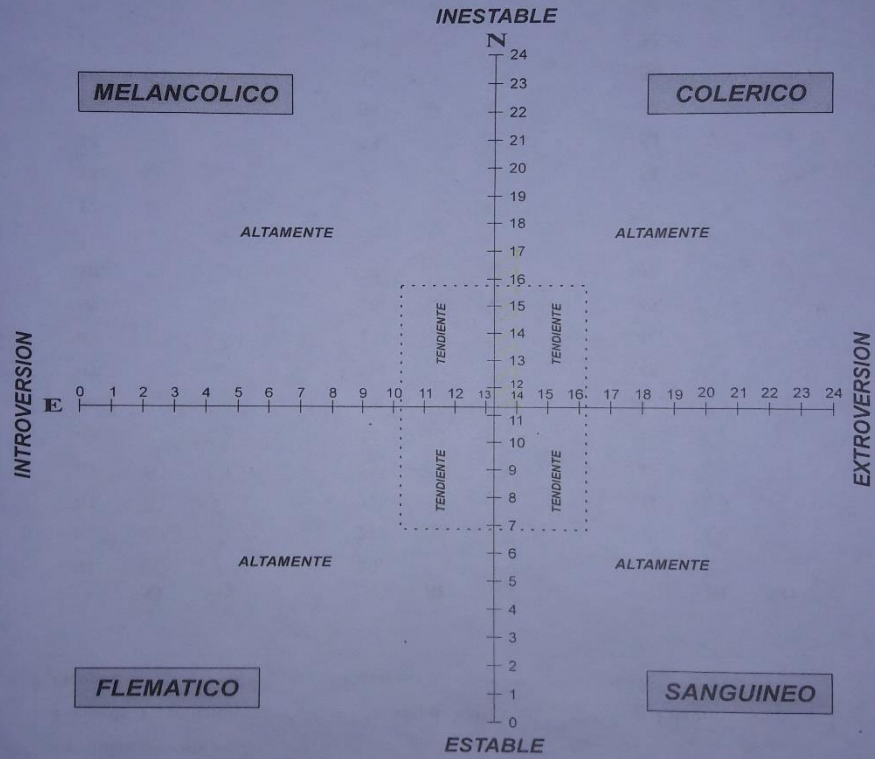 INESTABLE
N
MELANCOLICO
COLERICO
24
23
22
21
20
19
18
17
16
15
14
13
12
ALTAMENTE
ALTAMENTE
TENDIENTE
TENDIENTE
INTROVERSION
E
0 1 2 3 4 5 6 7 8 9 10 11 12 13 14 15 16 17 18 19 20 21 22 23 24
EXTROVERSION
11
10
9
8
7
6
5
4
3
2
1
0
TENDIENTE
TENDIENTE
ALTAMENTE
ALTAMENTE
FLEMATICO
SANGUINEO
ESTABLE